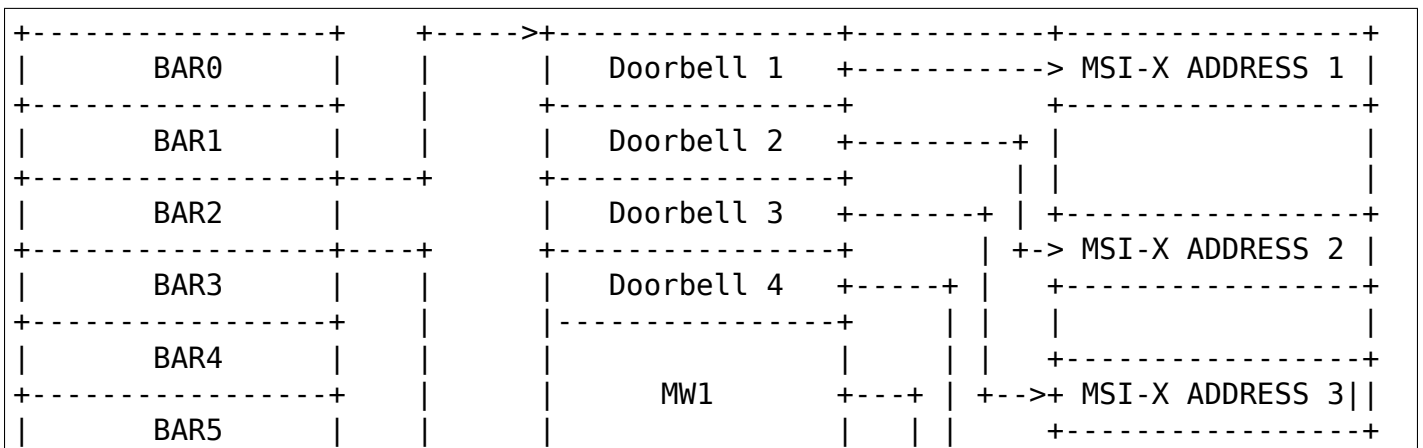 +-----------------+    +----->+----------------+-----------+-----------------+
|       BAR0      |    |      |   Doorbell 1   +-----------> MSI-X ADDRESS 1 |
+-----------------+    |      +----------------+           +-----------------+
|       BAR1      |    |      |   Doorbell 2   +---------+ |                 |
+-----------------+----+      +----------------+         | |                 |
|       BAR2      |           |   Doorbell 3   +-------+ | +-----------------+
+-----------------+----+      +----------------+       | +-> MSI-X ADDRESS 2 |
|       BAR3      |    |      |   Doorbell 4   +-----+ |   +-----------------+
+-----------------+    |      |----------------+     | |   |                 |
|       BAR4      |    |      |                |     | |   +-----------------+
+-----------------+    |      |      MW1       +---+ | +-->+ MSI-X ADDRESS 3||
|       BAR5      |    |      |                |   | |     +-----------------+